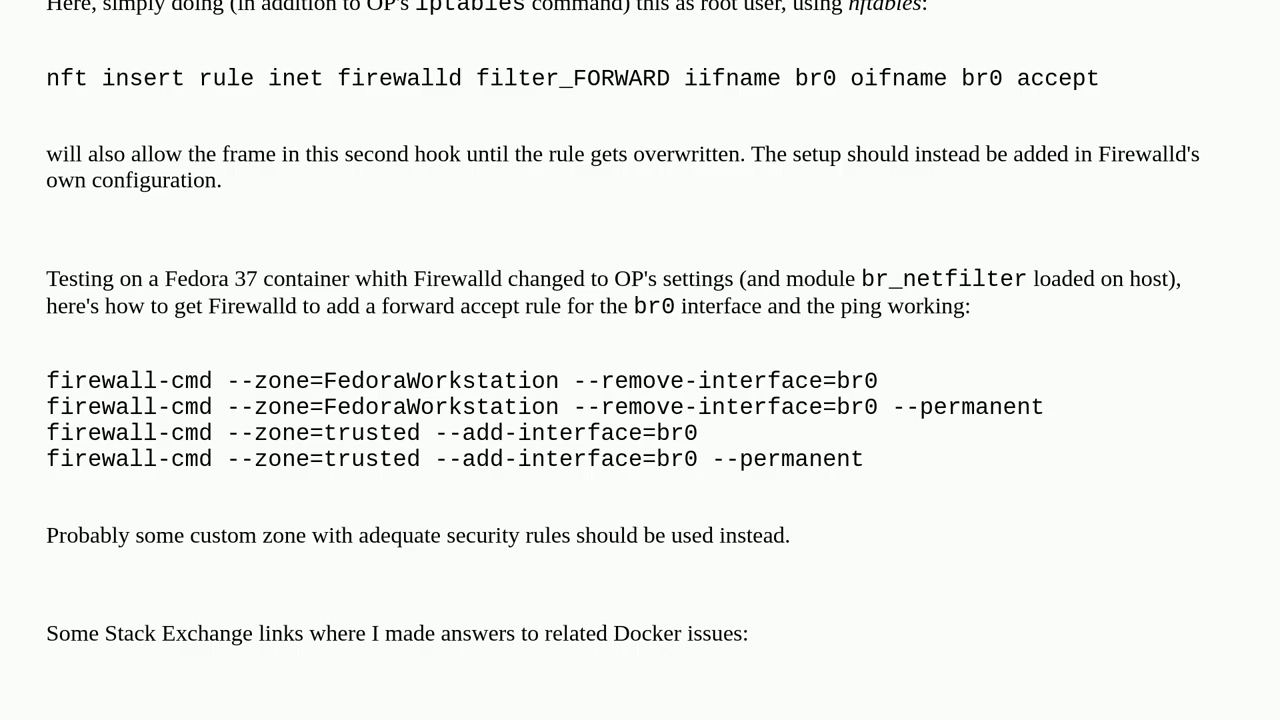 Here, simply doing (in addition to OP's iptables command) this as root user, using nftables:
nft insert rule inet firewalld filter_FORWARD iifname br0 oifname br0 accept
will also allow the frame in this second hook until the rule gets overwritten. The setup should instead be added in Firewalld's
own configuration.
Testing on a Fedora 37 container whith Firewalld changed to OP's settings (and module br_netfilter loaded on host),
here's how to get Firewalld to add a forward accept rule for the br0 interface and the ping working:
firewall-cmd --zone=FedoraWorkstation --remove-interface=br0
firewall-cmd --zone=FedoraWorkstation --remove-interface=br0 --permanent
firewall-cmd --zone=trusted --add-interface=br0
firewall-cmd --zone=trusted --add-interface=br0 --permanent
Probably some custom zone with adequate security rules should be used instead.
Some Stack Exchange links where I made answers to related Docker issues: